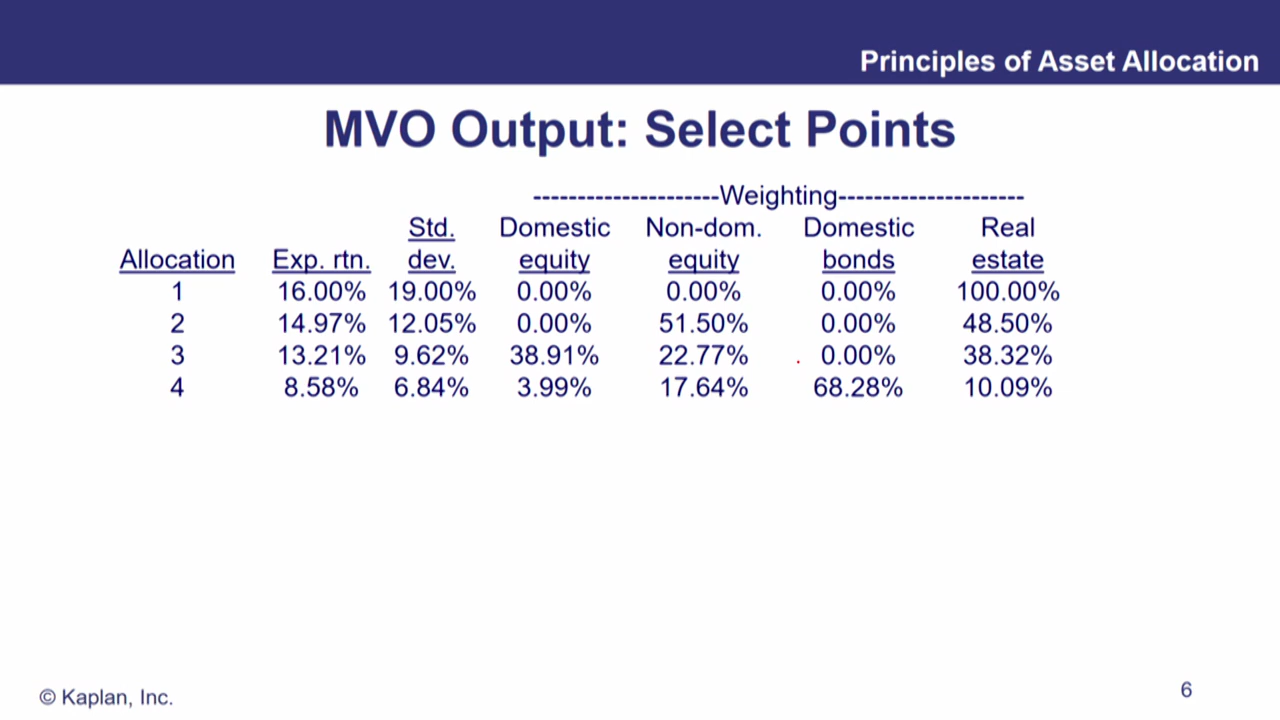 Principles of Asset Allocation
MVO Output: Select Points
---------------------Weighting---------------------
Std. Domestic Non-dom. Domestic Real
Allocation Exp. rtn. dev. equity equity bonds estate
1 16.00% 19.00% 0.00% 0.00% 0.00% 100.00%
2 14.97% 12.05% 0.00% 51.50% 0.00% 48.50%
3 13.21% 9.62% 38.91% 22.77% 0.00% 38.32%
4 8.58% 6.84% 3.99% 17.64% 68.28% 10.09%
© Kaplan, Inc.
6